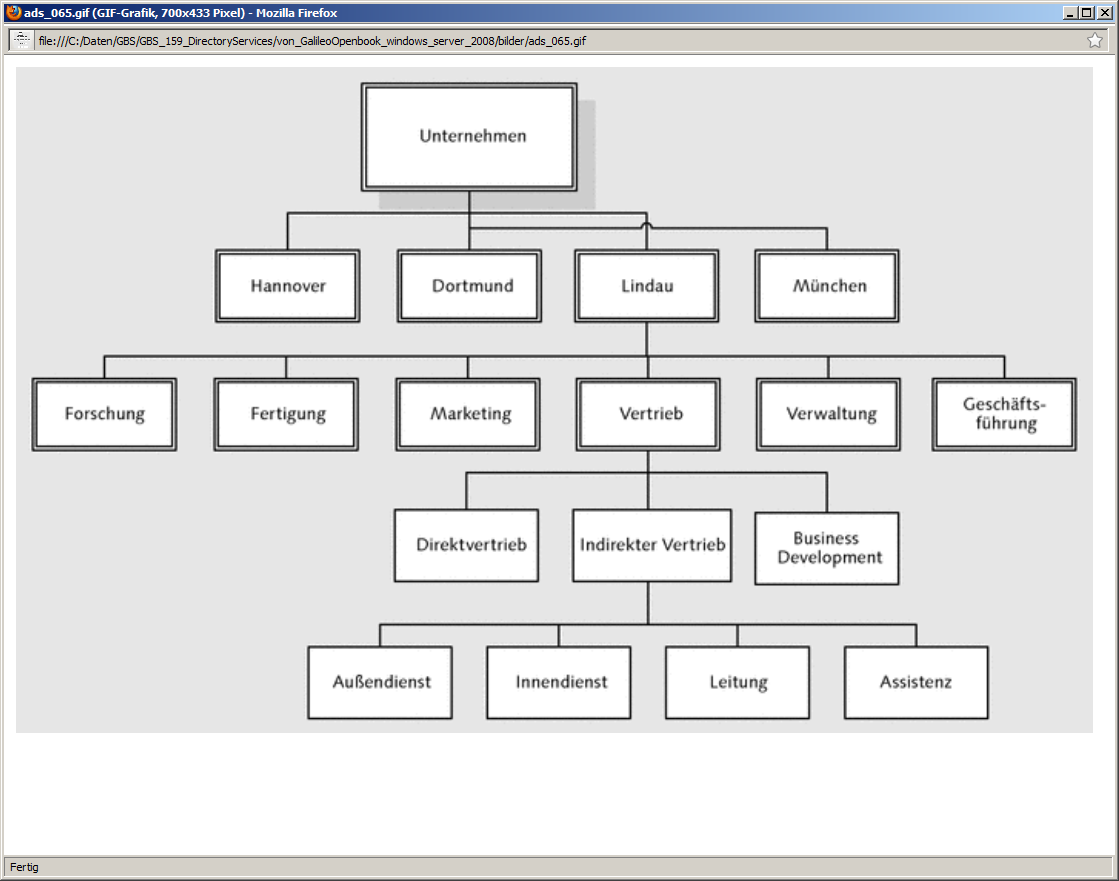 ads_065.gif (GIF-Grafik, 700x433 Pixel) - Mozilla Firefox
file:///C:/Daten/GBS/GBS_159_DirectoryServices/von_GalileoOpenbook_windows_server_2008/bilder/ads_065.gif
Unternehmen
Hannover
Dortmund
Lindau
München
Forschung
Fertigung
Marketing
Vertrieb
Verwaltung
Geschäfts-
führung
Direktvertrieb
Indirekter Vertrieb
Business
Development
Außendienst
Innendienst
Leitung
Assistenz
Fertig